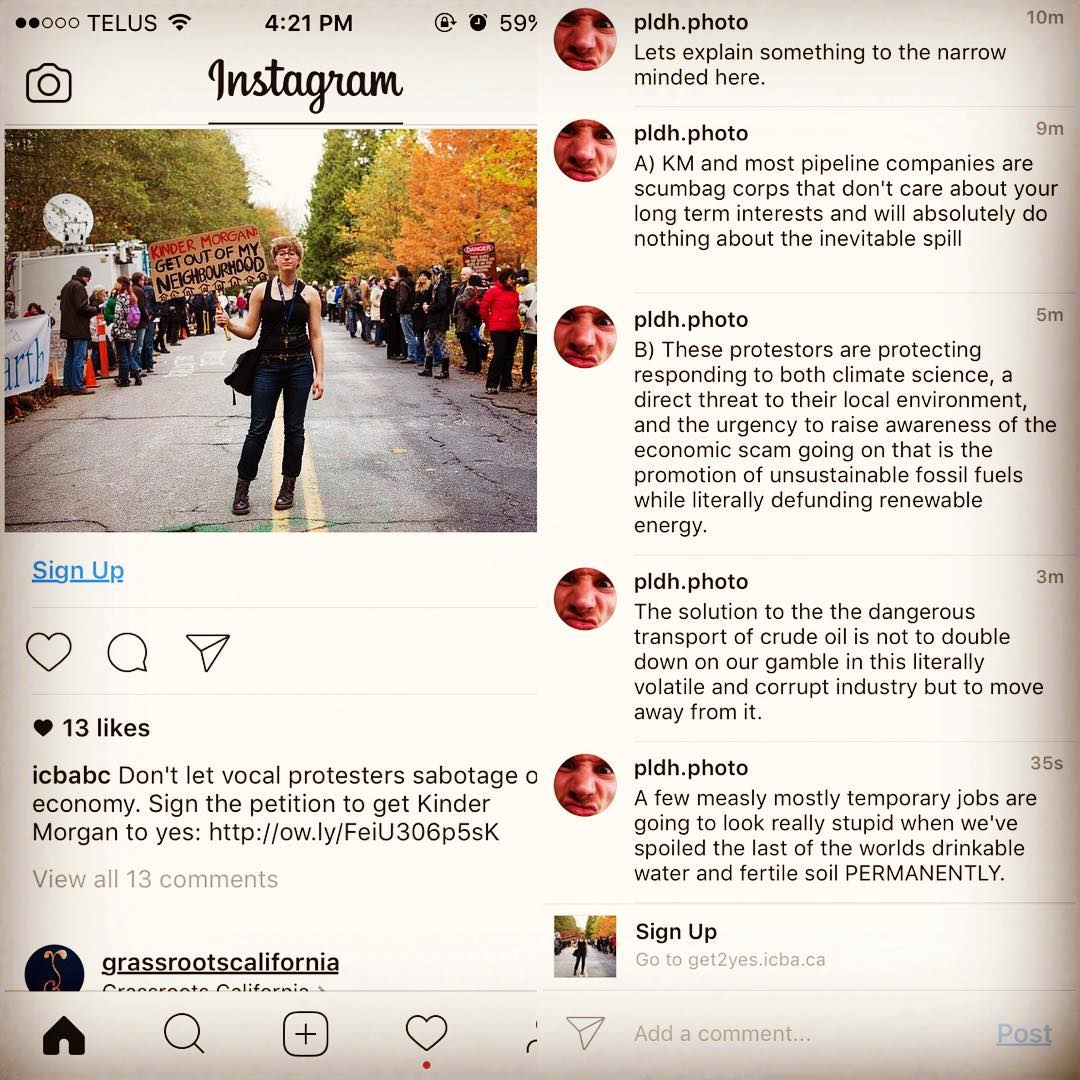 TELUS 4:21 PM 59%
Instagram
KINDER MORGAN:
GET OUT OF MY
NEIGHBOURHOOD
DANGER
arth
Sign Up
13 likes
icbabc Don't let vocal protesters sabotage o
economy. Sign the petition to get Kinder
Morgan to yes: http://ow.ly/FeiU306p5sK
View all 13 comments
grassrootscalifornia
Grassroots California >
pldh.photo 10m
Lets explain something to the narrow
minded here.
pldh.photo 9m
A) KM and most pipeline companies are
scumbag corps that don't care about your
long term interests and will absolutely do
nothing about the inevitable spill
pldh.photo 5m
B) These protestors are protecting
responding to both climate science, a
direct threat to their local environment,
and the urgency to raise awareness of the
economic scam going on that is the
promotion of unsustainable fossil fuels
while literally defunding renewable
energy.
pldh.photo 3m
The solution to the the dangerous
transport of crude oil is not to double
down on our gamble in this literally
volatile and corrupt industry but to move
away from it.
pldh.photo 35s
A few measly mostly temporary jobs are
going to look really stupid when we've
spoiled the last of the worlds drinkable
water and fertile soil PERMANENTLY.
Sign Up
Go to get2yes.icba.ca
Add a comment... Post